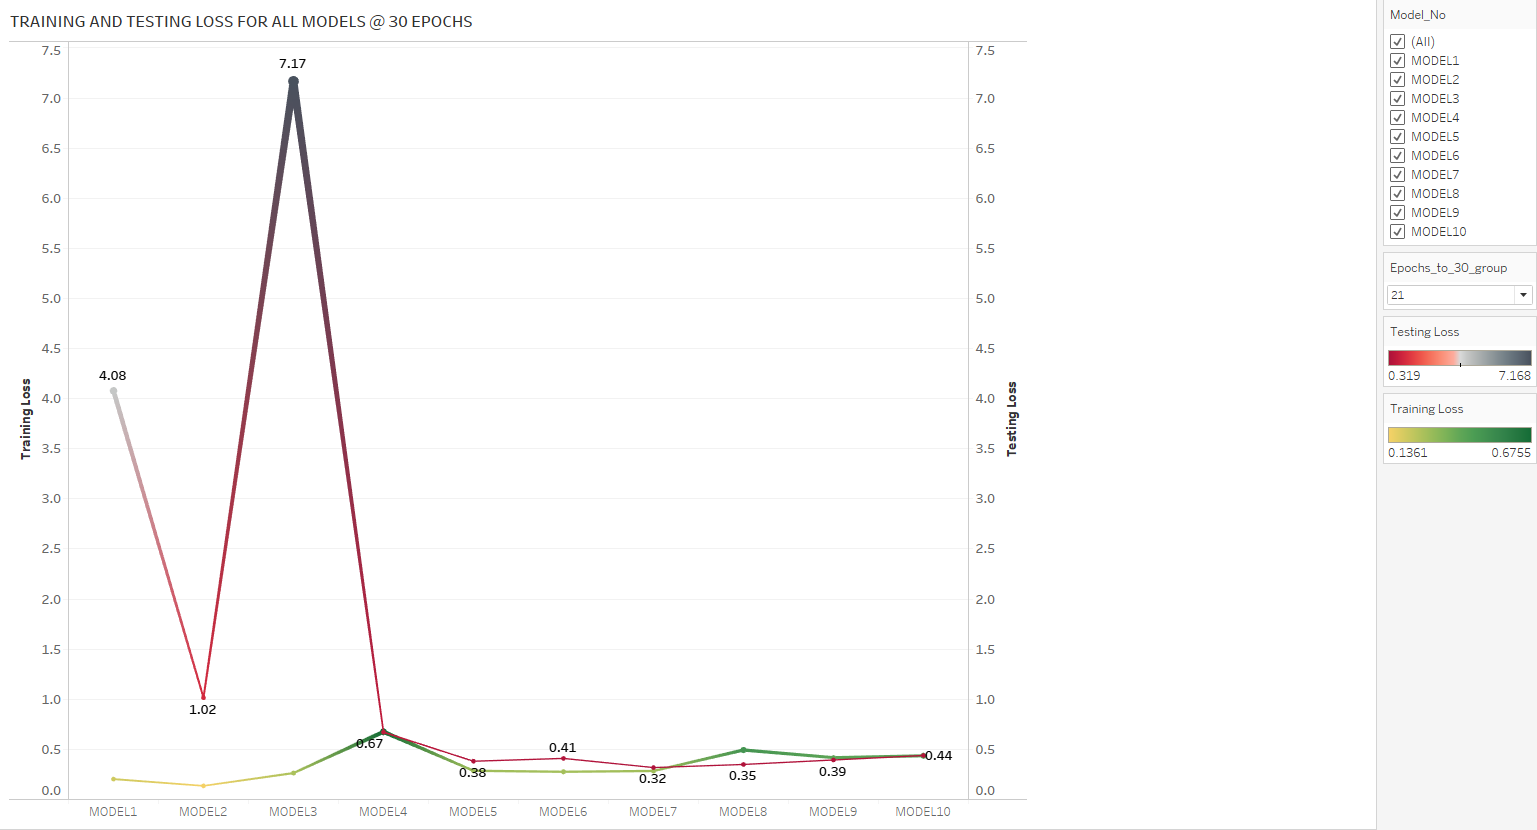 TRAINING AND TESTING LOSS FOR ALL MODELS @ 30 EPOCHS
7.5
7.0
6.5
6.0
5.5
5.0
4.5
4.0
3.5
3.0
2.5
2.0
1.5
1.0
0.5
0.0
Training Loss
4.08
1.02
7.17
0.67
0.38
0.41
0.32
0.35
0.39
0.44
7.5
7.0
6.5
6.0
5.5
5.0
4.5
4.0
3.5
3.0
2.5
2.0
1.5
1.0
0.5
0.0
Testing Loss
MODEL1 MODEL2 MODEL3 MODEL4 MODEL5 MODEL6 MODEL7 MODEL8 MODEL9 MODEL10
Model_No
(All)
MODEL1
MODEL2
MODEL3
MODEL4
MODEL5
MODEL6
MODEL7
MODEL8
MODEL9
MODEL10
Epochs_to_30_group
21
Testing Loss
0.319 7.168
Training Loss
0.1361 0.6755